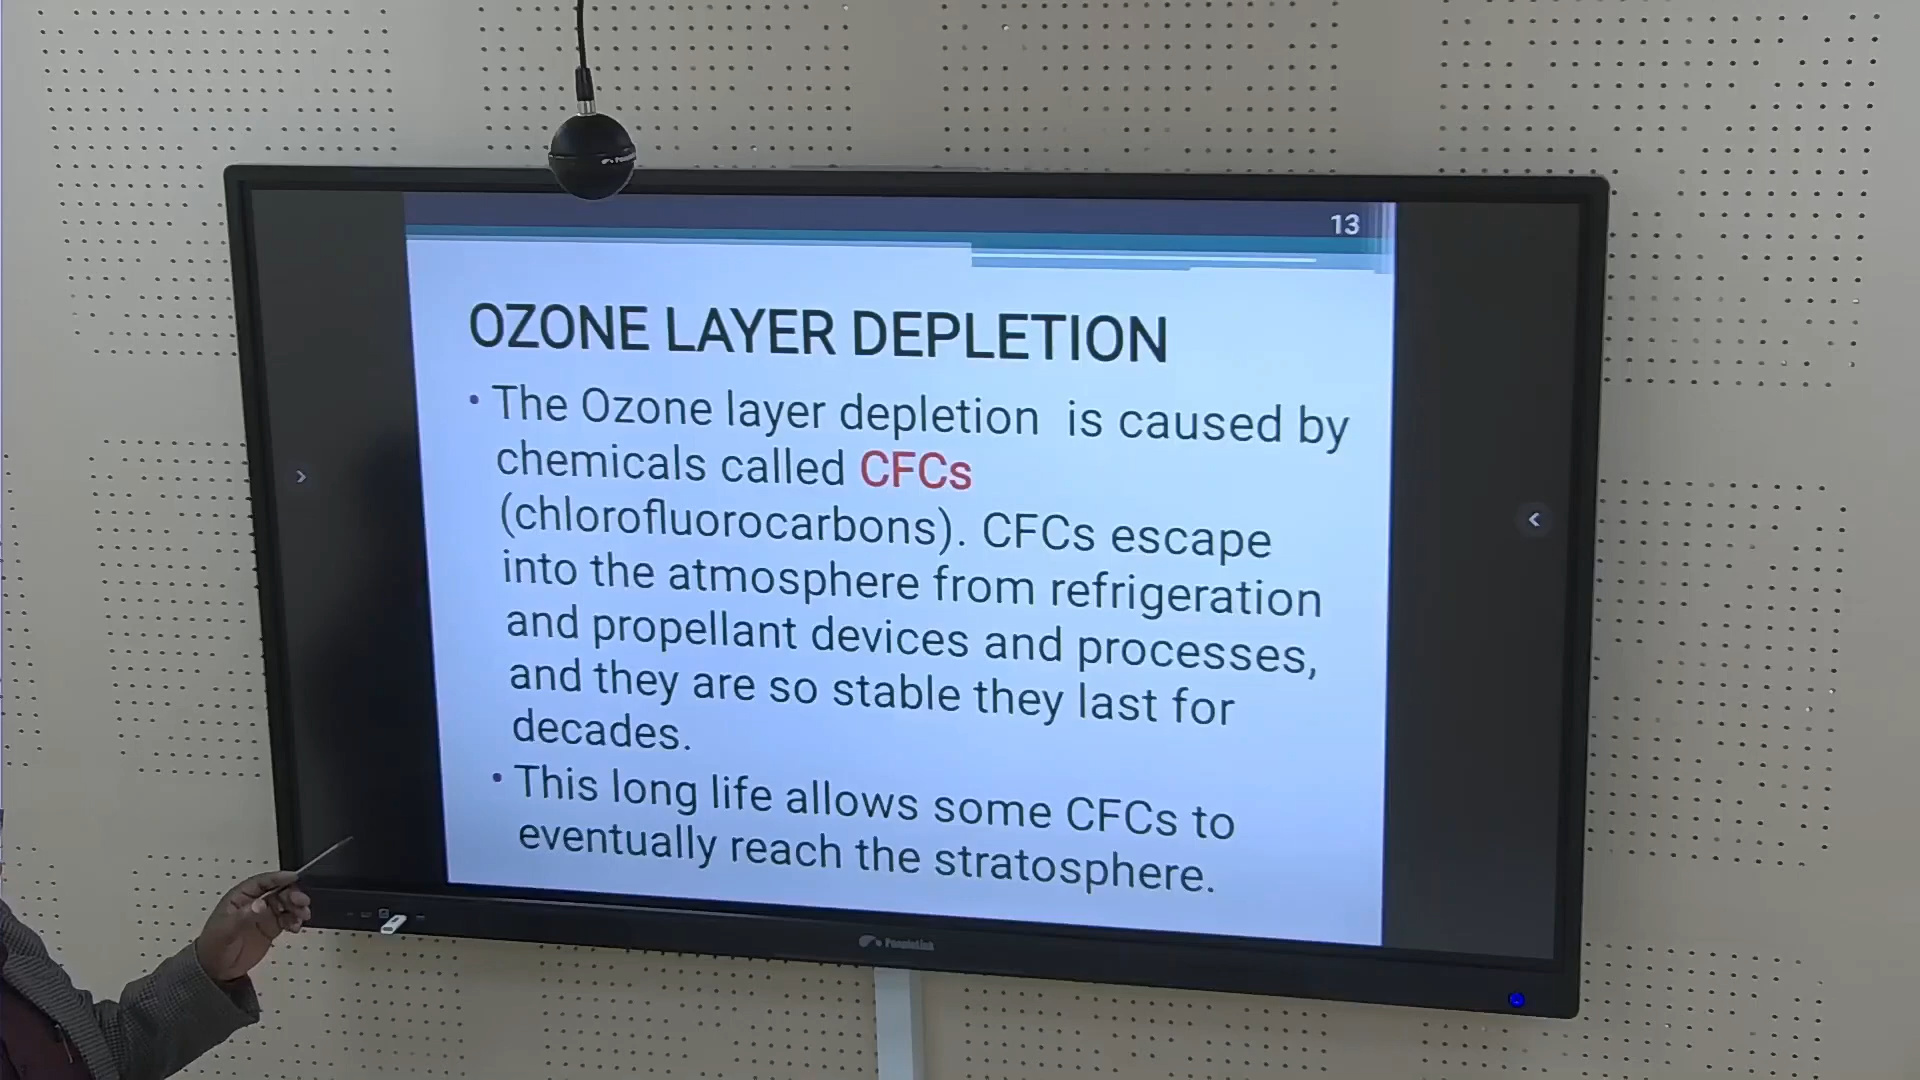 13
OZONE LAYER DEPLETION
• The Ozone layer depletion is caused by
chemicals called CFCs
(chlorofluorocarbons). CFCs escape
into the atmosphere from refrigeration
and propellant devices and processes,
and they are so stable they last for
decades.
• This long life allows some CFCs to
eventually reach the stratosphere.
PeopleLink